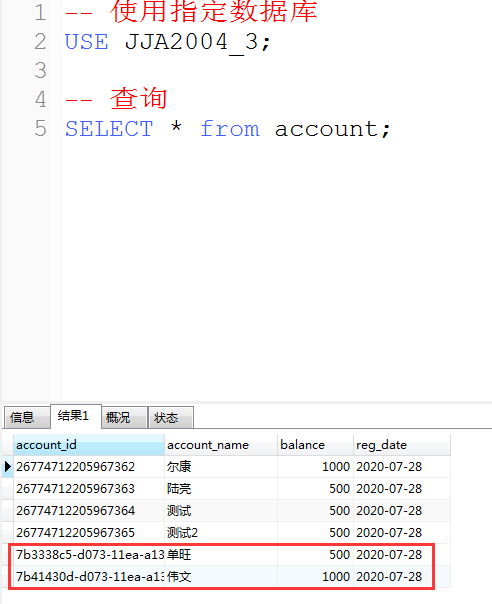 1 -- 使用指定数据库
2 USE JJA2004_3;
3
4 -- 查询
5 SELECT * from account;
信息 结果1 概况 状态
account_id account_name balance reg_date
26774712205967362 尔康 1000 2020-07-28
26774712205967363 陆亮 500 2020-07-28
26774712205967364 测试 500 2020-07-28
26774712205967365 测试2 500 2020-07-28
7b3338c5-d073-11ea-a13 单旺 500 2020-07-28
7b41430d-d073-11ea-a13 伟文 1000 2020-07-28